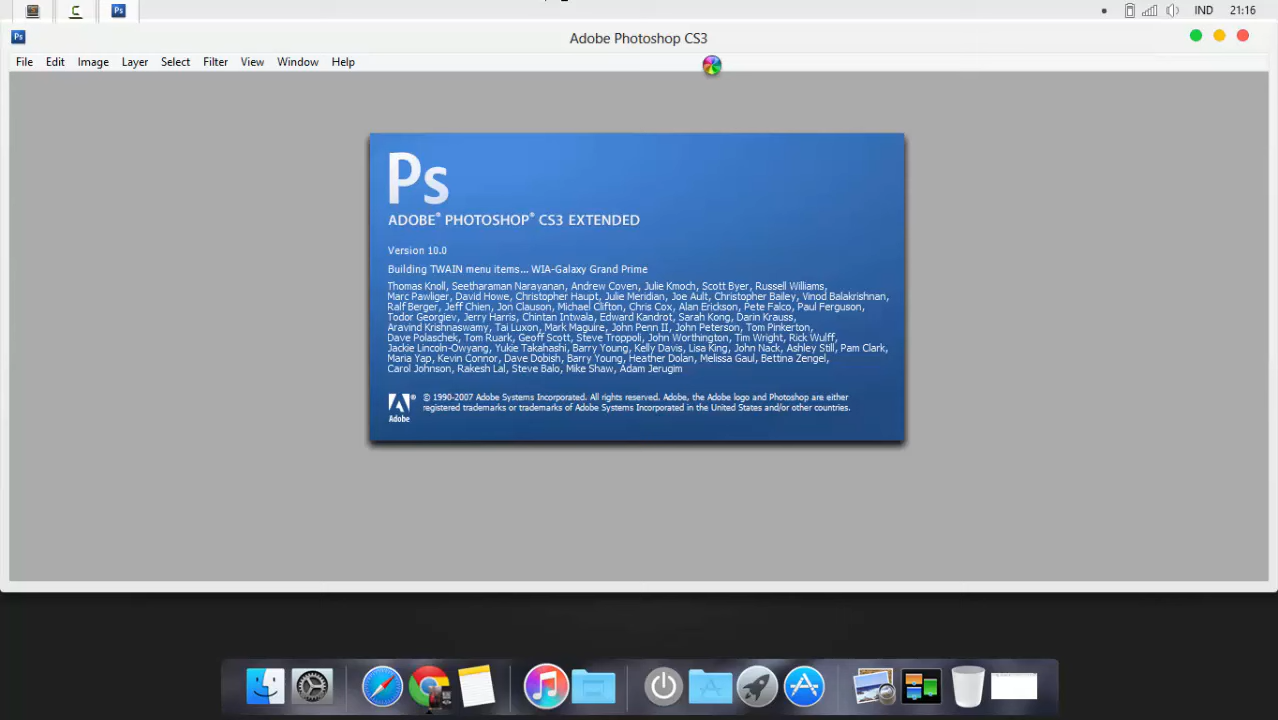 Ps
IND 21:16
Ps
Adobe Photoshop CS3
File Edit Image Layer Select Filter View Window Help
Ps
ADOBE® PHOTOSHOP® CS3 EXTENDED
Version 10.0
Building TWAIN menu items... WIA-Galaxy Grand Prime
Thomas Knoll, Seetharaman Narayanan, Andrew Coven, Julie Kmoch, Scott Byer, Russell Williams,
Marc Pawliger, David Howe, Christopher Haupt, Julie Meridian, Joe Ault, Christopher Bailey, Vinod Balakrishnan,
Ralf Berger, Jeff Chien, Jon Clauson, Michael Clifton, Chris Cox, Alan Erickson, Pete Falco, Paul Ferguson,
Todor Georgiev, Jerry Harris, Chintan Intwala, Edward Kandrot, Sarah Kong, Darin Krauss,
Aravind Krishnaswamy, Tai Luxon, Mark Maguire, John Penn II, John Peterson, Tom Pinkerton,
Dave Polaschek, Tom Ruark, Geoff Scott, Steve Troppoli, John Worthington, Tim Wright, Rick Wulff,
Jackie Lincoln-Owyang, Yukie Takahashi, Barry Young, Kelly Davis, Lisa King, John Nack, Ashley Still, Pam Clark,
Maria Yap, Kevin Connor, Dave Dobish, Barry Young, Heather Dolan, Melissa Gaul, Bettina Zengel,
Carol Johnson, Rakesh Lal, Steve Balo, Mike Shaw, Adam Jerugim
© 1990-2007 Adobe Systems Incorporated. All rights reserved. Adobe, the Adobe logo and Photoshop are either
registered trademarks or trademarks of Adobe Systems Incorporated in the United States and/or other countries.
Adobe